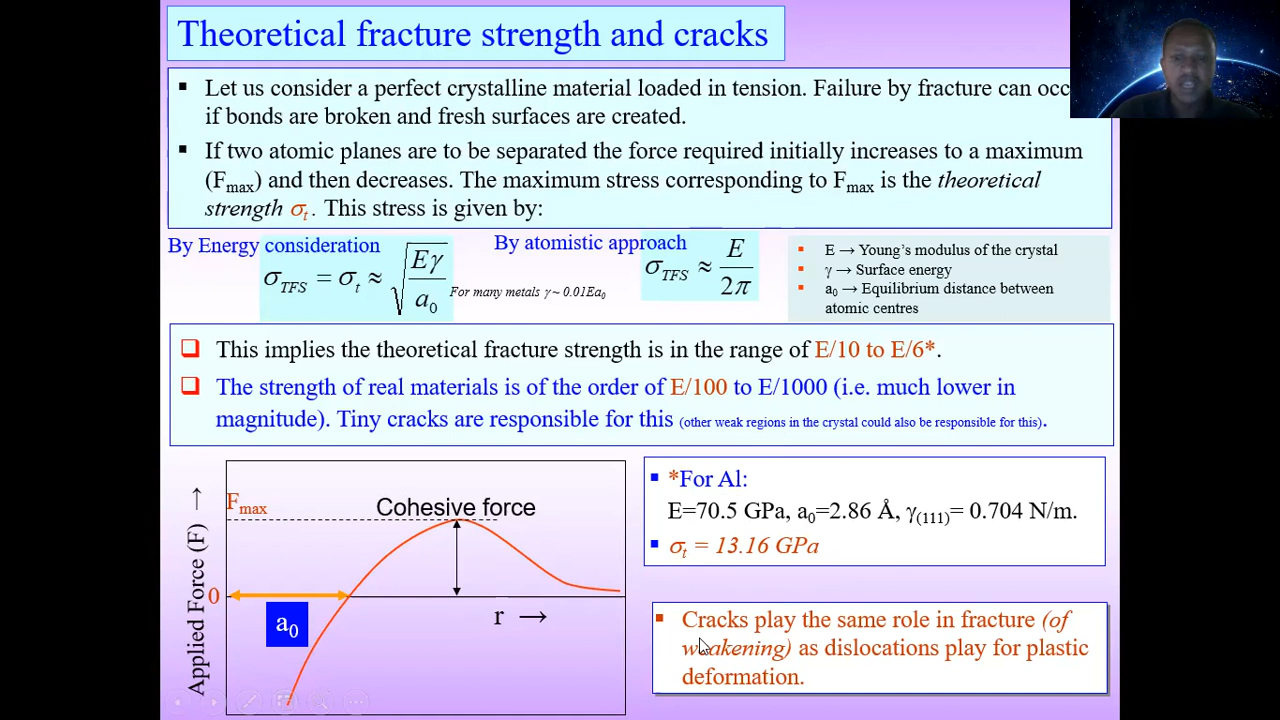 Theoretical fracture strength and cracks
▪ Let us consider a perfect crystalline material loaded in tension. Failure by fracture can
if bonds are broken and fresh surfaces are created.
▪ If two atomic planes are to be separated the force required initially increases to a maximum
(Fmax) and then decreases. The maximum stress corresponding to Fmax is the theoretical
strength σt. This stress is given by:
By Energy consideration
σTFS = σt ≈ √(Eγ/a0)
For many metals γ ~ 0.01Ea0
By atomistic approach
σTFS ≈ E/2π
▪ E → Young's modulus of the crystal
▪ γ → Surface energy
▪ a0 → Equilibrium distance between
atomic centres
❑ This implies the theoretical fracture strength is in the range of E/10 to E/6*.
❑ The strength of real materials is of the order of E/100 to E/1000 (i.e. much lower in
magnitude). Tiny cracks are responsible for this (other weak regions in the crystal could also be responsible for this).
Applied Force (F) →
Fmax
Cohesive force
0
a0
r →
▪ *For Al:
E=70.5 GPa, a0=2.86 Å, γ(111)= 0.704 N/m.
▪ σt = 13.16 GPa
▪ Cracks play the same role in fracture (of
weakening) as dislocations play for plastic
deformation.